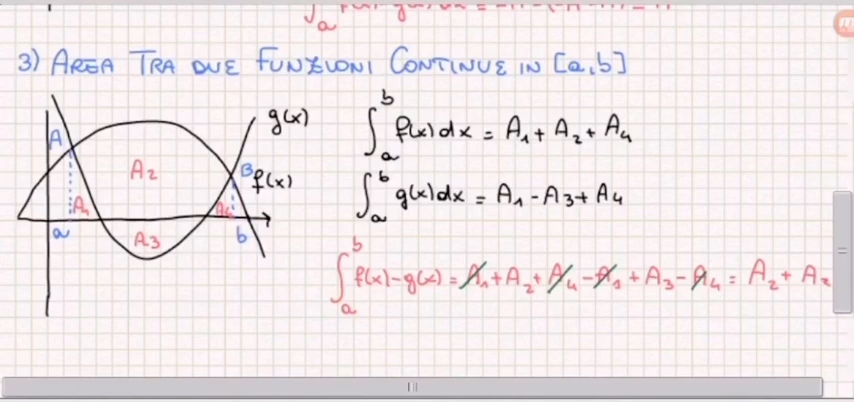 3) AREA TRA DUE FUNZIONI CONTINUE IN [a,b]
g(x)
A
A2
B
f(x)
A1
A4
A3
a
b
∫_a^b f(x)dx = A1 + A2 + A4
∫_a^b g(x)dx = A1 - A3 + A4
∫_a^b f(x)-g(x) = A1 + A2 + A4 - A1 + A3 - A4 = A2 + A3